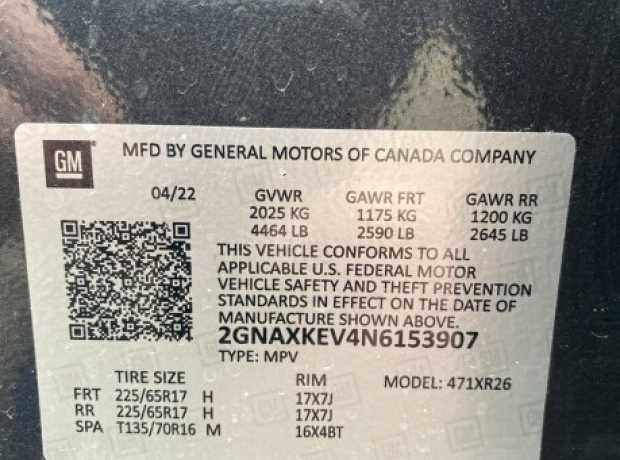 GM
MFD BY GENERAL MOTORS OF CANADA COMPANY
04/22 GVWR GAWR FRT GAWR RR
2025 KG 1175 KG 1200 KG
4464 LB 2590 LB 2645 LB
THIS VEHICLE CONFORMS TO ALL
APPLICABLE U.S. FEDERAL MOTOR
VEHICLE SAFETY AND THEFT PREVENTION
STANDARDS IN EFFECT ON THE DATE OF
MANUFACTURE SHOWN ABOVE.
2GNAXKEV4N6153907
TYPE: MPV
TIRE SIZE RIM MODEL: 471XR26
FRT 225/65R17 H 17X7J
RR 225/65R17 H 17X7J
SPA T135/70R16 M 16X4BT